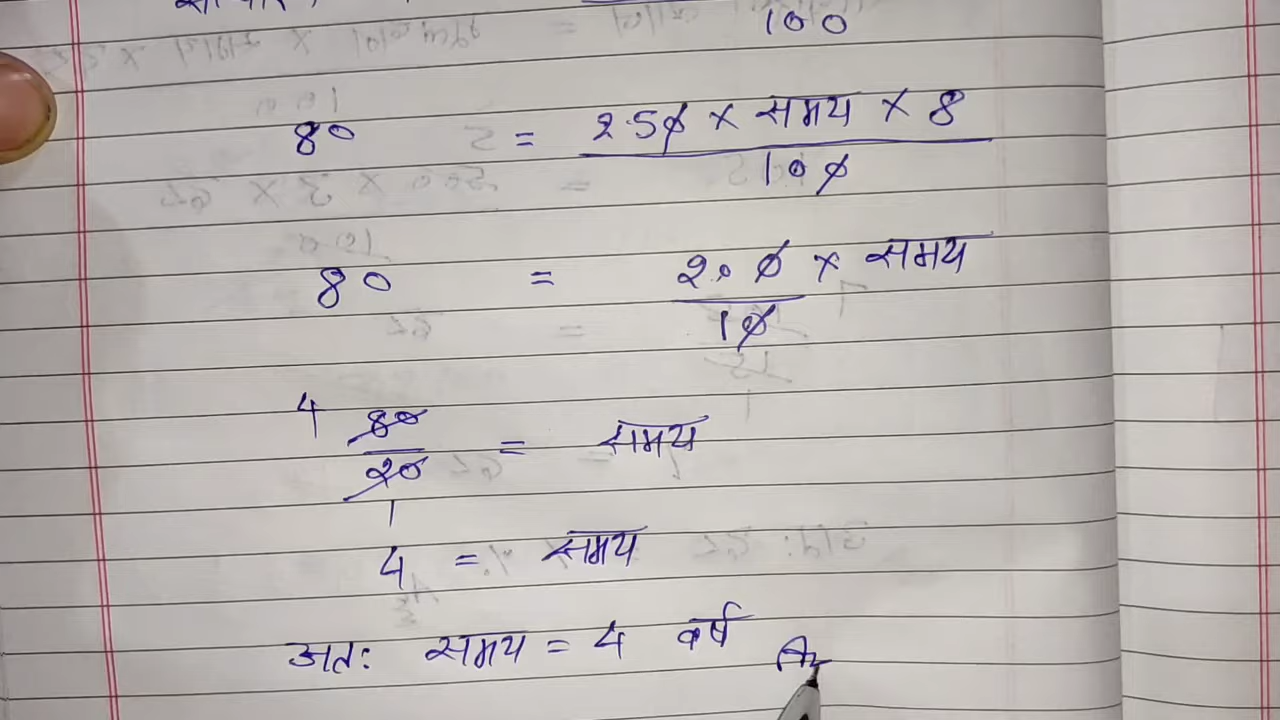 100
80 = 250 × समय × 8
100
80 = 200 × समय
10
4 80 = समय
20
1
4 = समय
अतः समय = 4 वर्ष